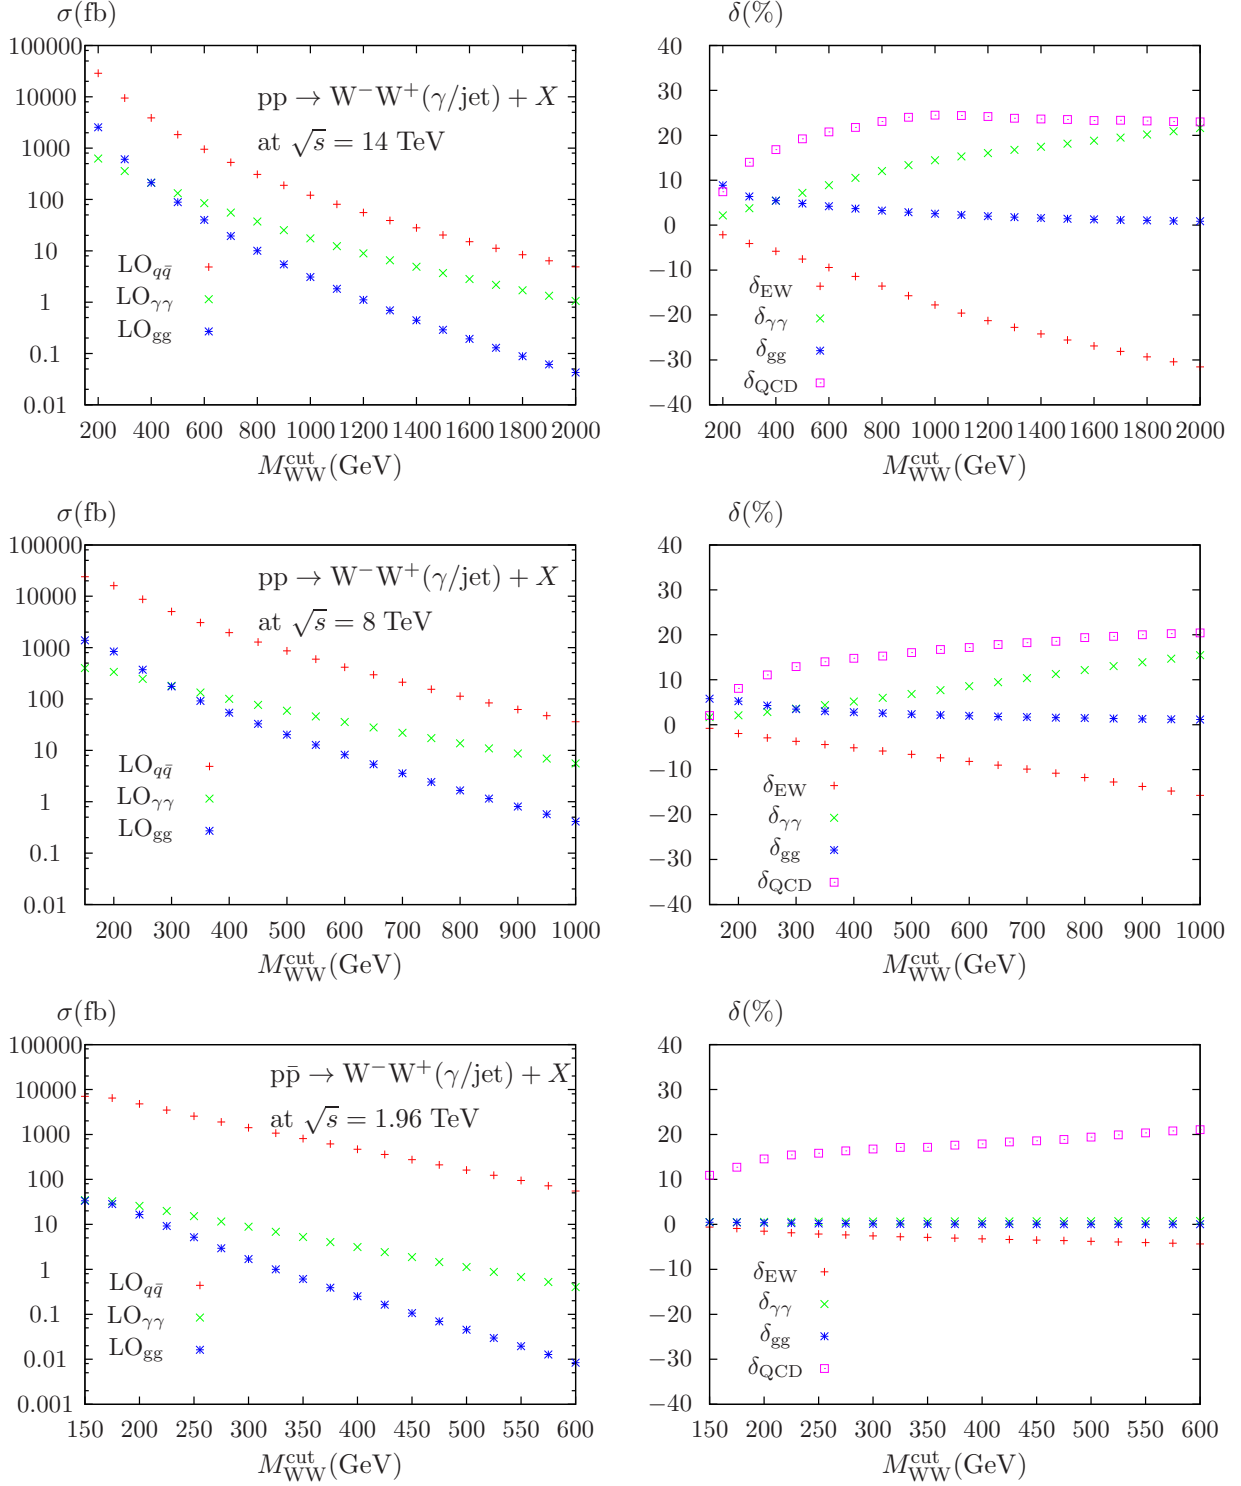 σ(fb)
100000
10000
1000
100
10
1
0.1
0.01
pp → W⁻W⁺(γ/jet) + X
at √s = 14 TeV
LO_qq̄
LO_γγ
LO_gg
200 400 600 800 1000 1200 1400 1600 1800 2000
M_WW^cut(GeV)
δ(%)
40
30
20
10
0
−10
−20
−30
−40
δ_EW
δ_γγ
δ_gg
δ_QCD
200 400 600 800 1000 1200 1400 1600 1800 2000
M_WW^cut(GeV)
σ(fb)
100000
10000
1000
100
10
1
0.1
0.01
pp → W⁻W⁺(γ/jet) + X
at √s = 8 TeV
LO_qq̄
LO_γγ
LO_gg
200 300 400 500 600 700 800 900 1000
M_WW^cut(GeV)
δ(%)
40
30
20
10
0
−10
−20
−30
−40
δ_EW
δ_γγ
δ_gg
δ_QCD
200 300 400 500 600 700 800 900 1000
M_WW^cut(GeV)
σ(fb)
100000
10000
1000
100
10
1
0.1
0.01
0.001
pp̄ → W⁻W⁺(γ/jet) + X
at √s = 1.96 TeV
LO_qq̄
LO_γγ
LO_gg
150 200 250 300 350 400 450 500 550 600
M_WW^cut(GeV)
δ(%)
40
30
20
10
0
−10
−20
−30
−40
δ_EW
δ_γγ
δ_gg
δ_QCD
150 200 250 300 350 400 450 500 550 600
M_WW^cut(GeV)